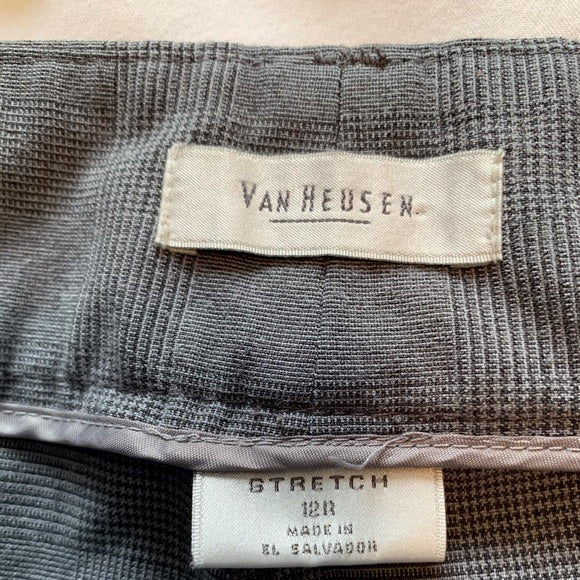 VAN HEUSEN
STRETCH
12R
MADE IN
EL SALVADOR